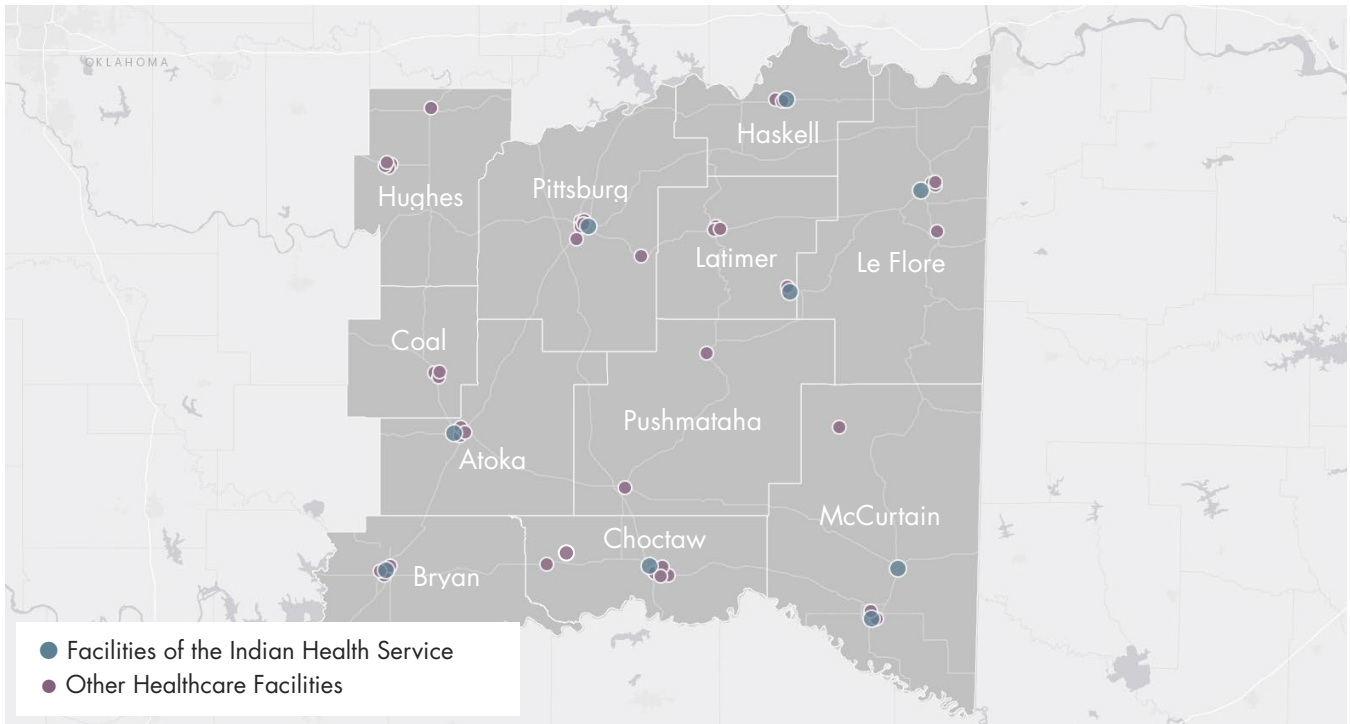 OKLAHOMA
Haskell
Hughes
Pittsburg
Latimer
Le Flore
Coal
Pushmataha
Atoka
McCurtain
Choctaw
Bryan
Facilities of the Indian Health Service
Other Healthcare Facilities